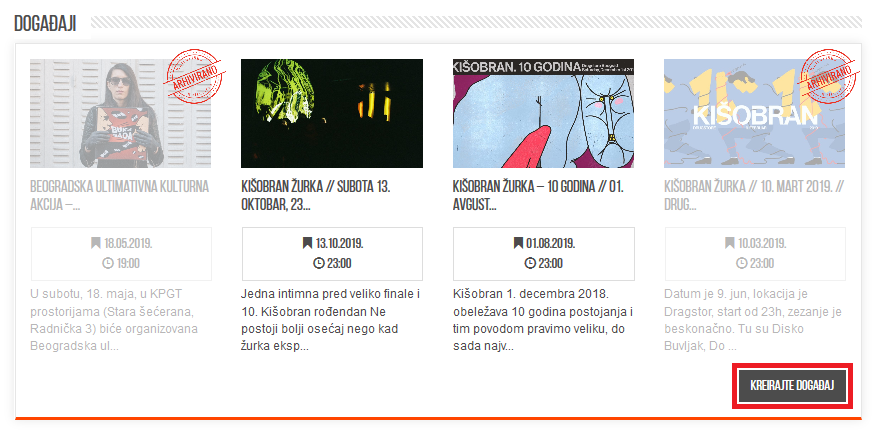 DOGAĐAJI
ARHIVIRANO
KIŠOBRAN. 10 GODINA
ARHIVIRANO
KIŠOBRAN
BEOGRADSKA ULTIMATIVNA KULTURNA
AKCIJA –...
18.05.2019.
19:00
U subotu, 18. maja, u KPGT
prostorijama (Stara šećerana,
Radnička 3) biće organizovana
Beogradska ul...
KIŠOBRAN ŽURKA // SUBOTA 13.
OKTOBAR, 23...
13.10.2019.
23:00
Jedna intimna pred veliko finale i
10. Kišobran rođendan Ne
postoji bolji osećaj nego kad
žurka eksp...
KIŠOBRAN ŽURKA – 10 GODINA // 01.
AVGUST...
01.08.2019.
23:00
Kišobran 1. decembra 2018.
obeležava 10 godina postojanja i
tim povodom pravimo veliku, do
sada najv...
KIŠOBRAN ŽURKA // 10. MART 2019. //
DRUG...
10.03.2019.
23:00
Datum je 9. jun, lokacija je
Dragstor, start od 23h, zezanje je
beskonačno. Tu su Disko
Buvljak, Do ...
KREIRAJTE DOGAĐAJ